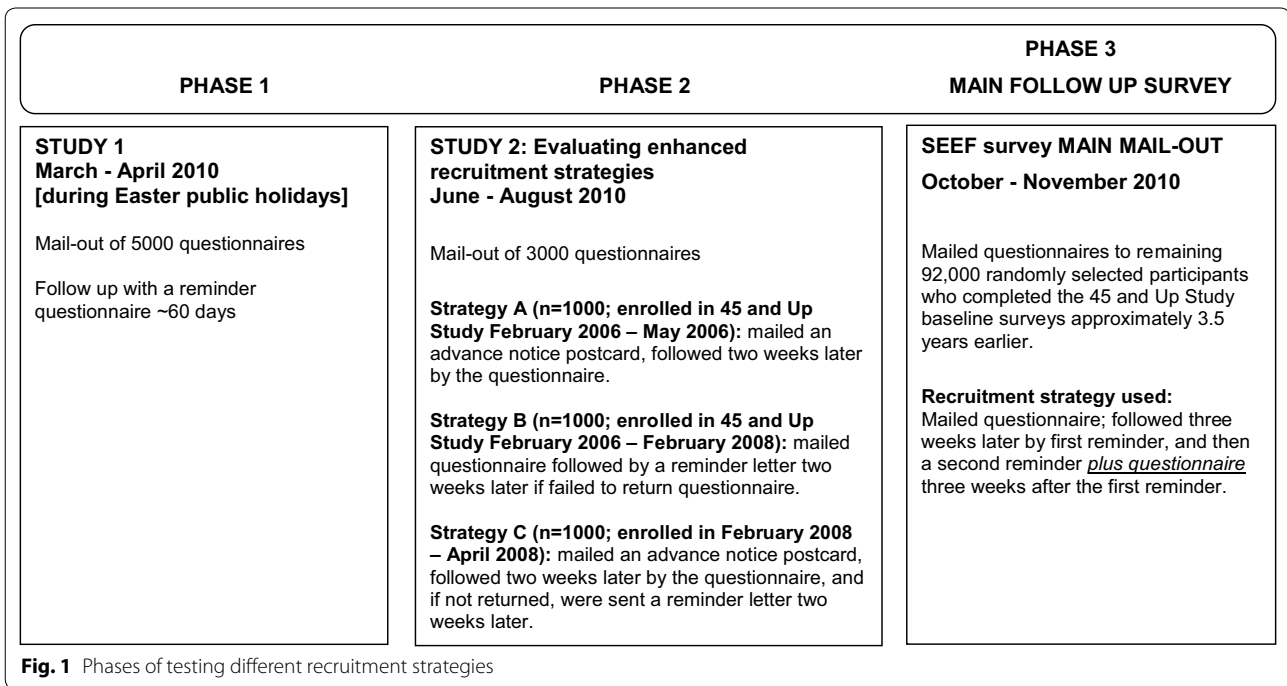 PHASE 1
PHASE 2
PHASE 3
MAIN FOLLOW UP SURVEY
STUDY 1
March - April 2010
[during Easter public holidays]
Mail-out of 5000 questionnaires
Follow up with a reminder
questionnaire ~60 days
STUDY 2: Evaluating enhanced
recruitment strategies
June - August 2010
Mail-out of 3000 questionnaires
Strategy A (n=1000; enrolled in 45 and Up
Study February 2006 – May 2006): mailed an
advance notice postcard, followed two weeks later
by the questionnaire.
Strategy B (n=1000; enrolled in 45 and Up
Study February 2006 – February 2008): mailed
questionnaire followed by a reminder letter two
weeks later if failed to return questionnaire.
Strategy C (n=1000; enrolled in February 2008
– April 2008): mailed an advance notice postcard,
followed two weeks later by the questionnaire, and
if not returned, were sent a reminder letter two
weeks later.
SEEF survey MAIN MAIL-OUT
October - November 2010
Mailed questionnaires to remaining
92,000 randomly selected participants
who completed the 45 and Up Study
baseline surveys approximately 3.5
years earlier.
Recruitment strategy used:
Mailed questionnaire; followed three
weeks later by first reminder, and then
a second reminder plus questionnaire
three weeks after the first reminder.
Fig. 1 Phases of testing different recruitment strategies